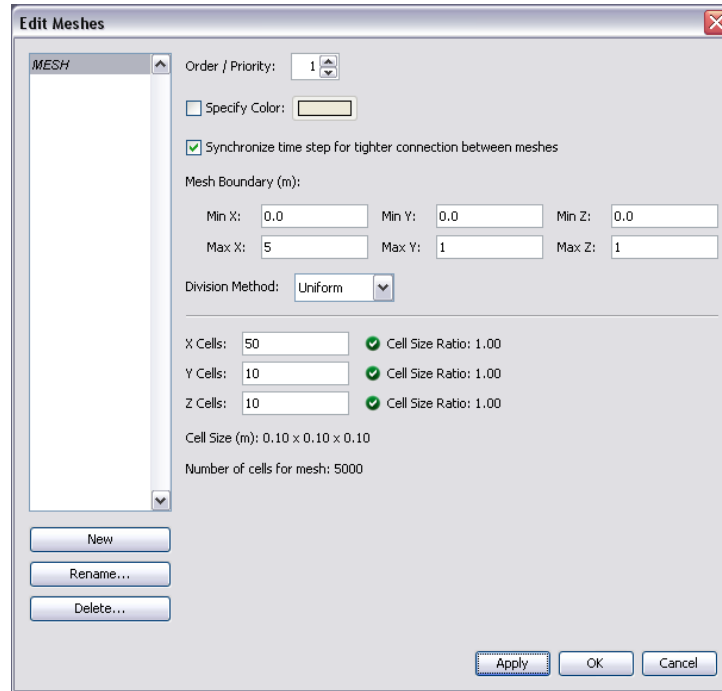 Edit Meshes
MESH
Order / Priority: 1
Specify Color:
Synchronize time step for tighter connection between meshes
Mesh Boundary (m):
Min X: 0.0 Min Y: 0.0 Min Z: 0.0
Max X: 5 Max Y: 1 Max Z: 1
Division Method: Uniform
X Cells: 50 Cell Size Ratio: 1.00
Y Cells: 10 Cell Size Ratio: 1.00
Z Cells: 10 Cell Size Ratio: 1.00
Cell Size (m): 0.10 x 0.10 x 0.10
Number of cells for mesh: 5000
New
Rename...
Delete...
Apply OK Cancel